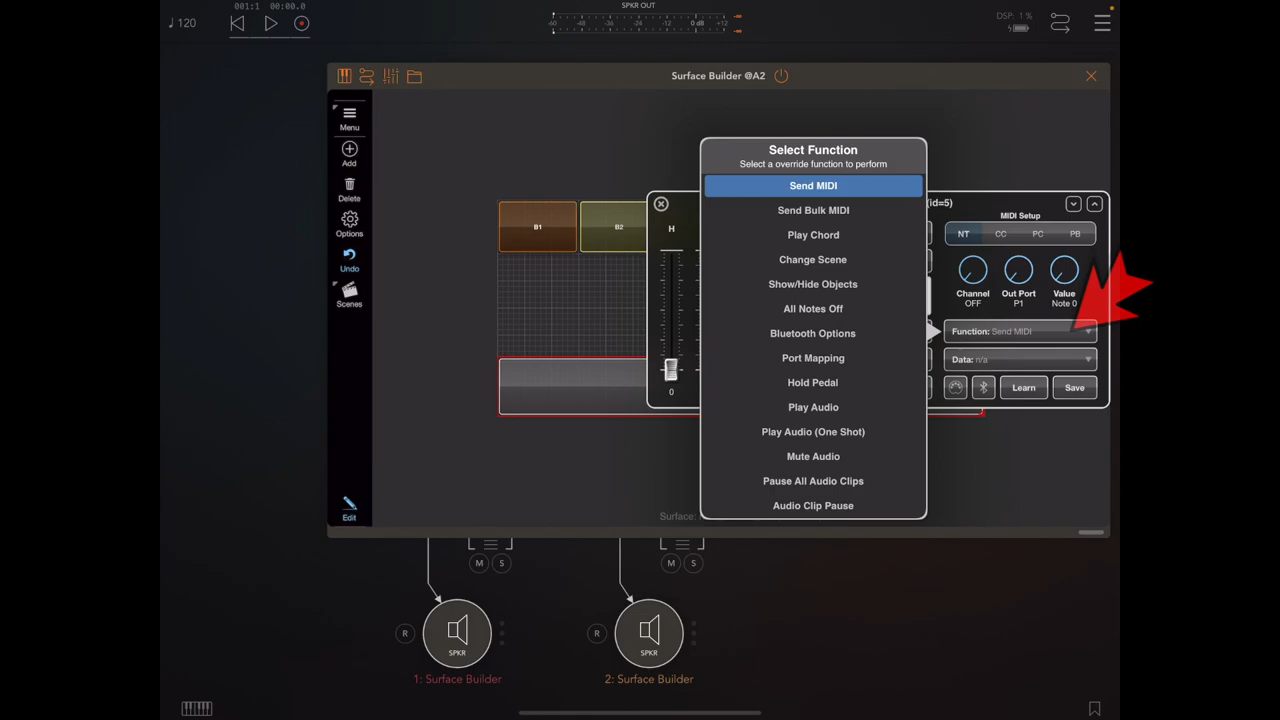 SPKR OUT
001:1 00:00.0
120
-60 -48 -36 -24 -12 0 dB +12
DSP: 1 %
Surface Builder @A2
Menu
Add
Delete
Options
Undo
Scenes
Edit
B1
B2
H
0
Select Function
Select a override function to perform
Send MIDI
Send Bulk MIDI
Play Chord
Change Scene
Show/Hide Objects
All Notes Off
Bluetooth Options
Port Mapping
Hold Pedal
Play Audio
Play Audio (One Shot)
Mute Audio
Pause All Audio Clips
Audio Clip Pause
(id=5)
MIDI Setup
NT CC PC PB
Channel Out Port Value
OFF P1 Note 0
Function: Send MIDI
Data: n/a
Learn Save
Surface:
M S M S
R R
SPKR SPKR
1: Surface Builder 2: Surface Builder